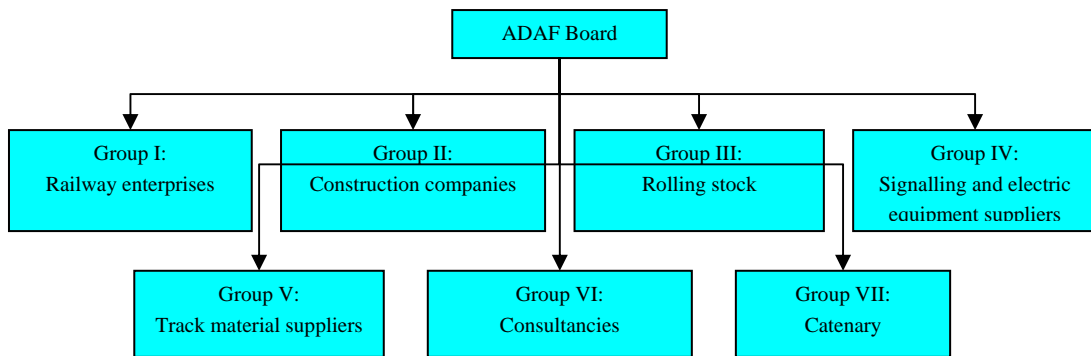 ADAF Board
Group I:
Railway enterprises
Group II:
Construction companies
Group III:
Rolling stock
Group IV:
Signalling and electric
equipment suppliers
Group V:
Track material suppliers
Group VI:
Consultancies
Group VII:
Catenary